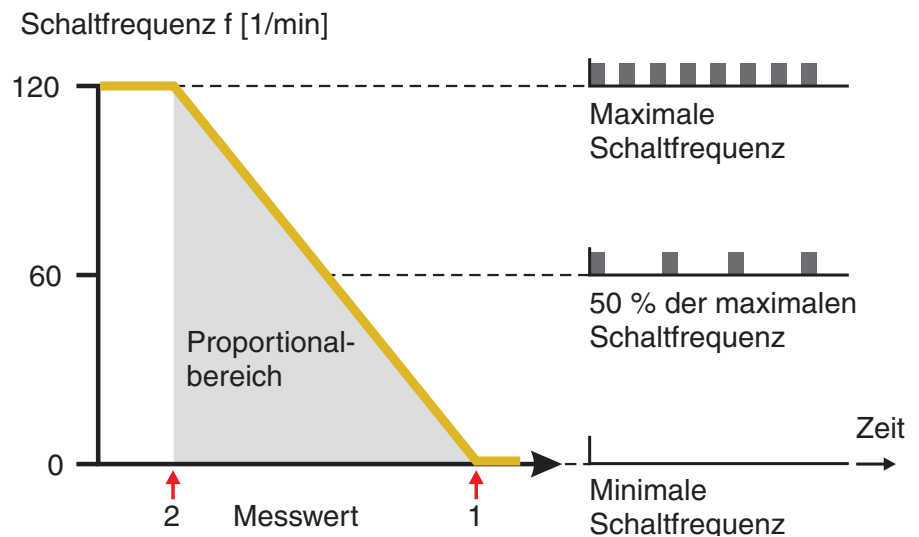 Schaltfrequenz f [1/min]
120
Maximale
Schaltfrequenz
60
50 % der maximalen
Schaltfrequenz
Proportional-
bereich
Zeit
0
2 Messwert 1
Minimale
Schaltfrequenz